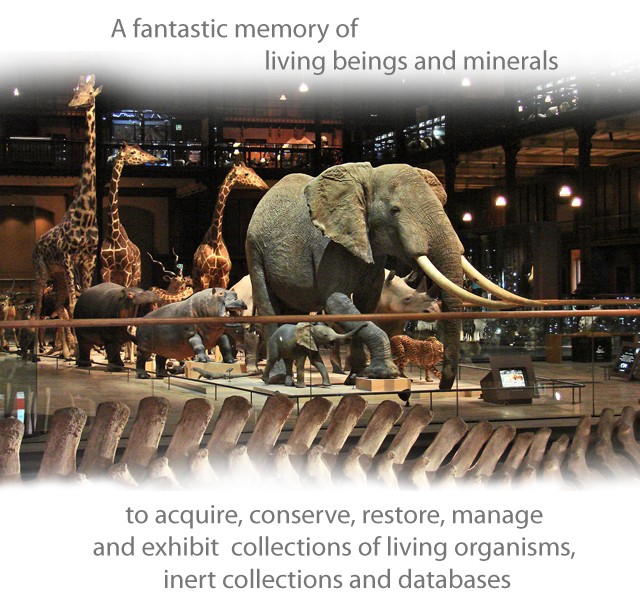 A fantastic memory of
living beings and minerals
to acquire, conserve, restore, manage
and exhibit collections of living organisms,
inert collections and databases